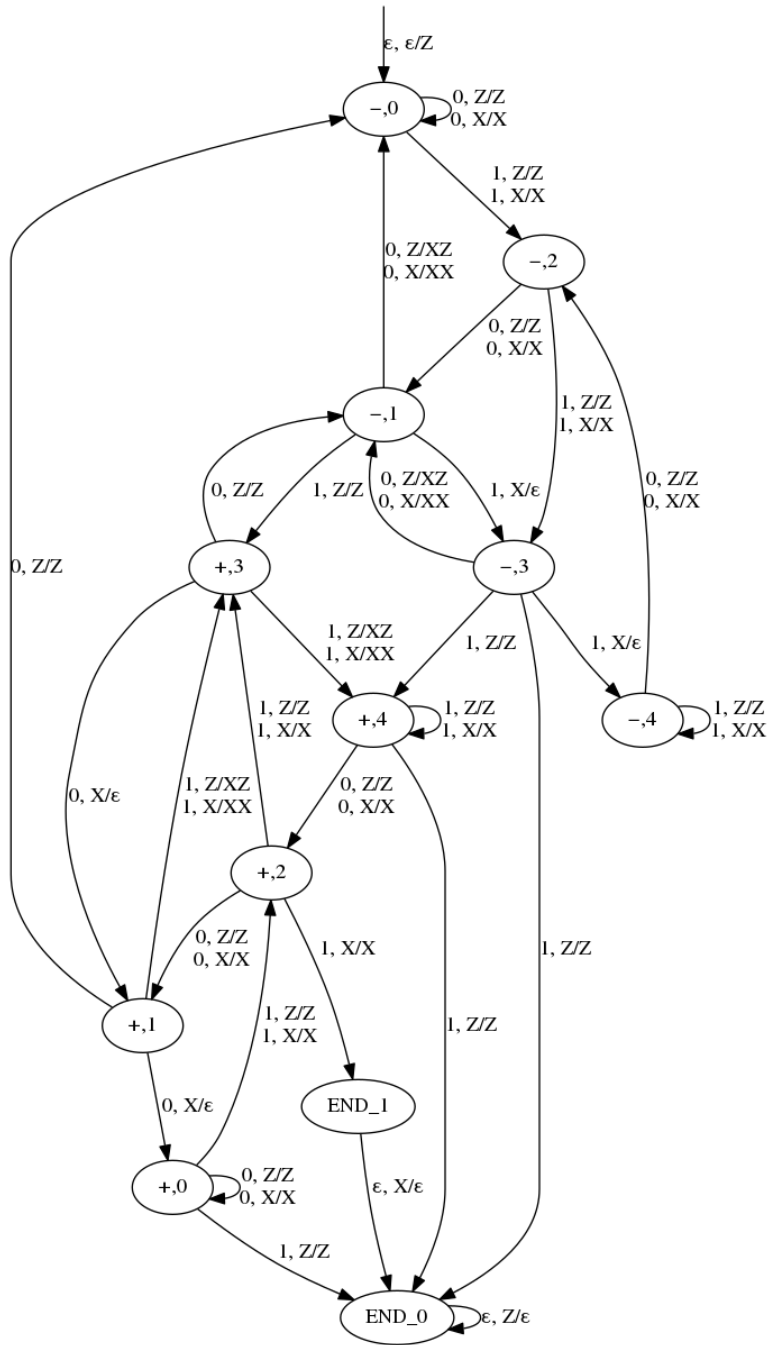 ε, ε/Z
−,0
0, Z/Z
0, X/X
1, Z/Z
1, X/X
0, Z/XZ
0, X/XX
−,2
0, Z/Z
0, X/X
−,1
1, Z/Z
1, X/X
0, Z/Z
0, X/X
0, Z/Z
1, Z/Z
0, Z/XZ
0, X/XX
1, X/ε
0, Z/Z
+,3
−,3
1, Z/XZ
1, X/XX
1, Z/Z
1, X/ε
+,4
1, Z/Z
1, X/X
−,4
1, Z/Z
1, X/X
1, Z/Z
1, X/X
0, X/ε
1, Z/XZ
1, X/XX
0, Z/Z
0, X/X
+,2
0, Z/Z
0, X/X
1, X/X
1, Z/Z
+,1
1, Z/Z
1, X/X
1, Z/Z
0, X/ε
END_1
+,0
0, Z/Z
0, X/X
ε, X/ε
1, Z/Z
END_0
ε, Z/ε